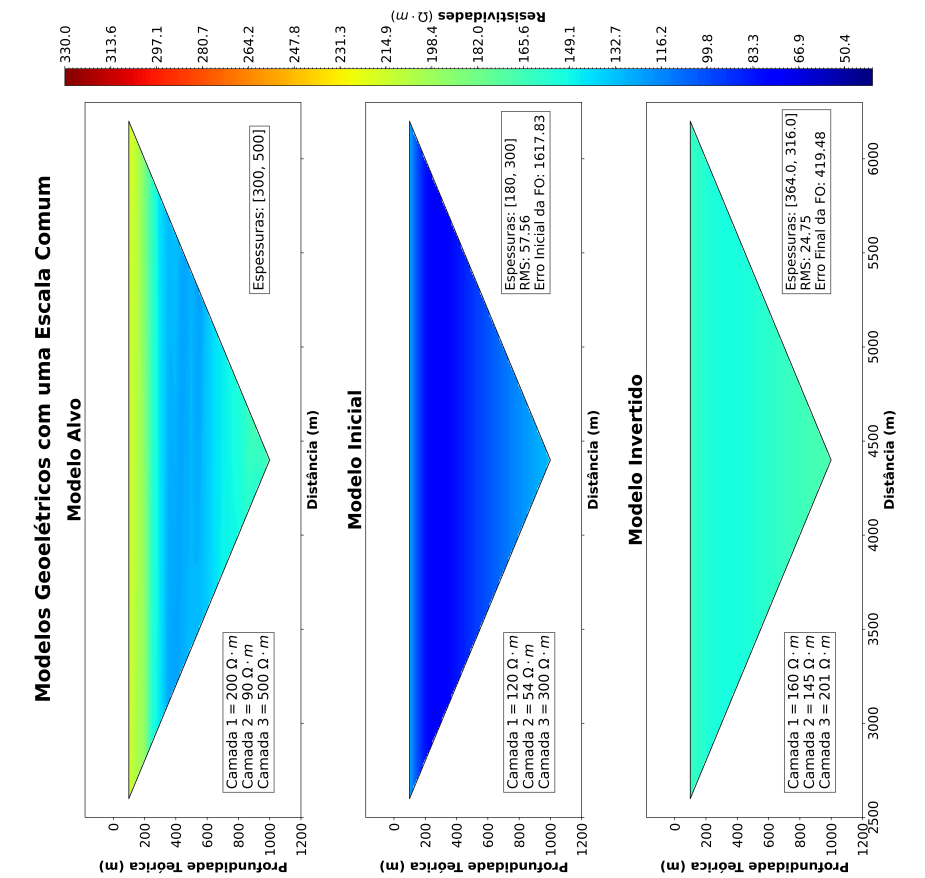 Modelos Geoelétricos com uma Escala Comum
Modelo Alvo
Profundidade Teórica (m)
0
200
400
600
800
1000
1200
Camada 1 = 200 Ω · m
Camada 2 = 90 Ω · m
Camada 3 = 500 Ω · m
Espessuras: [300, 500]
Distância (m)
Modelo Inicial
Profundidade Teórica (m)
0
200
400
600
800
1000
1200
Camada 1 = 120 Ω · m
Camada 2 = 54 Ω · m
Camada 3 = 300 Ω · m
Espessuras: [180, 300]
RMS: 57.56
Erro Inicial da FO: 1617.83
Distância (m)
Modelo Invertido
Profundidade Teórica (m)
0
200
400
600
800
1000
1200
Camada 1 = 160 Ω · m
Camada 2 = 145 Ω · m
Camada 3 = 201 Ω · m
Espessuras: [364.0, 316.0]
RMS: 24.75
Erro Final da FO: 419.48
2500 3000 3500 4000 4500 5000 5500 6000
Distância (m)
330.0
313.6
297.1
280.7
264.2
247.8
231.3
214.9
198.4
182.0
165.6
149.1
132.7
116.2
99.8
83.3
66.9
50.4
Resistividades (Ω · m)